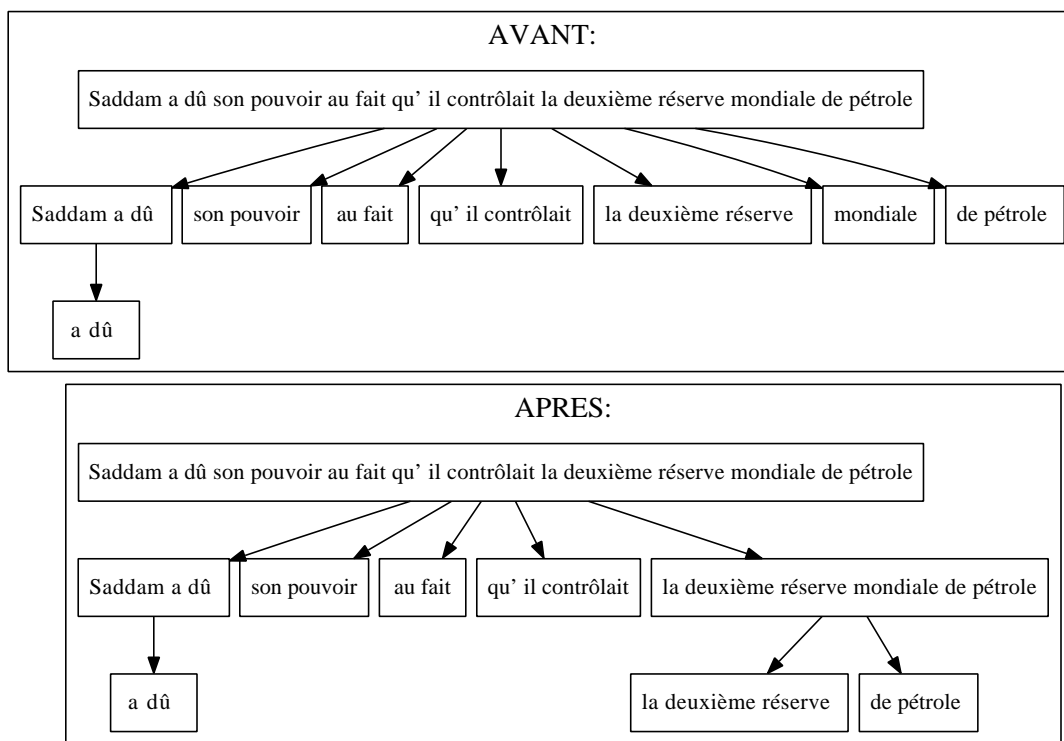 AVANT:
Saddam a dû son pouvoir au fait qu’ il contrôlait la deuxième réserve mondiale de pétrole
Saddam a dû
son pouvoir
au fait
qu’ il contrôlait
la deuxième réserve
mondiale
de pétrole
a dû
APRES:
Saddam a dû son pouvoir au fait qu’ il contrôlait la deuxième réserve mondiale de pétrole
Saddam a dû
son pouvoir
au fait
qu’ il contrôlait
la deuxième réserve mondiale de pétrole
a dû
la deuxième réserve
de pétrole